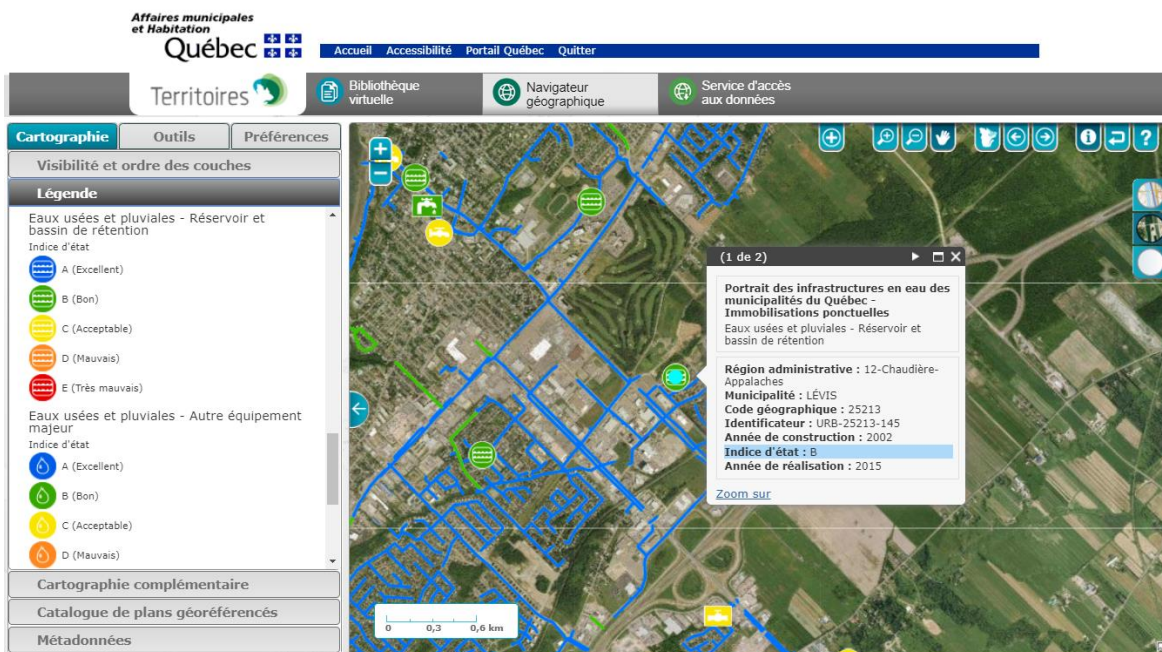 Affaires municipales
et Habitation
Québec
Accueil Accessibilité Portail Québec Quitter
Territoires
Bibliothèque
virtuelle
Navigateur
géographique
Service d'accès
aux données
Cartographie Outils Préférences
Visibilité et ordre des couches
Légende
Eaux usées et pluviales - Réservoir et
bassin de rétention
Indice d'état
A (Excellent)
B (Bon)
C (Acceptable)
D (Mauvais)
E (Très mauvais)
Eaux usées et pluviales - Autre équipement
majeur
Indice d'état
A (Excellent)
B (Bon)
C (Acceptable)
D (Mauvais)
Cartographie complémentaire
Catalogue de plans géoréférencés
Métadonnées
(1 de 2)
Portrait des infrastructures en eau des
municipalités du Québec -
Immobilisations ponctuelles
Eaux usées et pluviales - Réservoir et
bassin de rétention
Région administrative : 12-Chaudière-
Appalaches
Municipalité : LÉVIS
Code géographique : 25213
Identificateur : URB-25213-145
Année de construction : 2002
Indice d'état : B
Année de réalisation : 2015
Zoom sur
0 0,3 0,6 km